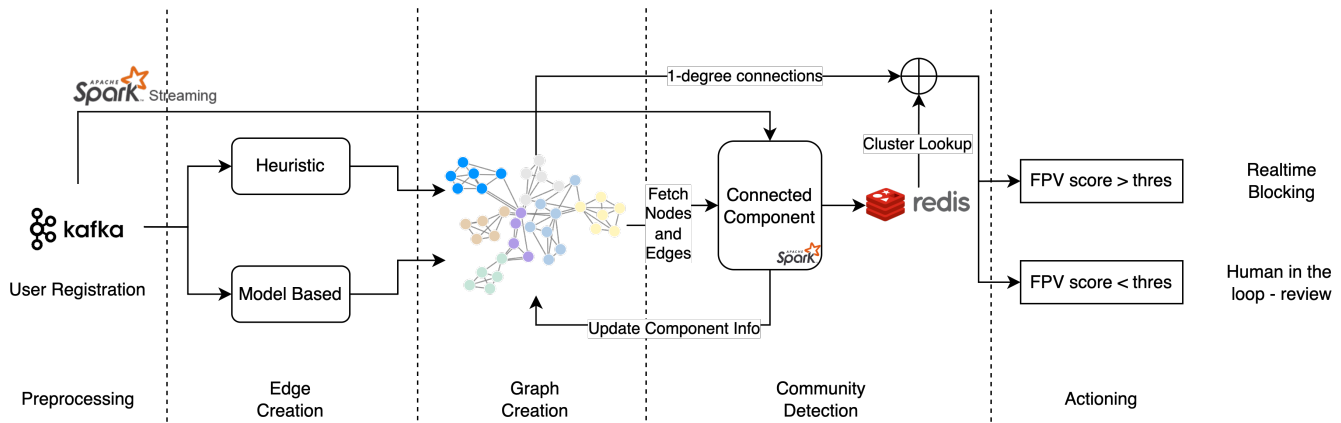 APACHE
Spark Streaming
1-degree connections
Heuristic
Cluster Lookup
kafka
Fetch
Nodes
and
Edges
Connected
Component
APACHE
Spark
redis
FPV score > thres
Realtime
Blocking
User Registration
Model Based
FPV score < thres
Human in the
loop - review
Update Component Info
Preprocessing
Edge
Creation
Graph
Creation
Community
Detection
Actioning